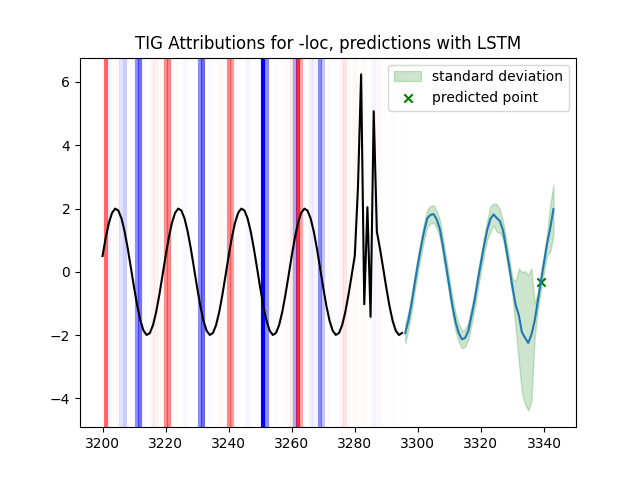 TIG Attributions for -loc, predictions with LSTM
standard deviation
predicted point
6
4
2
0
−2
−4
3200 3220 3240 3260 3280 3300 3320 3340